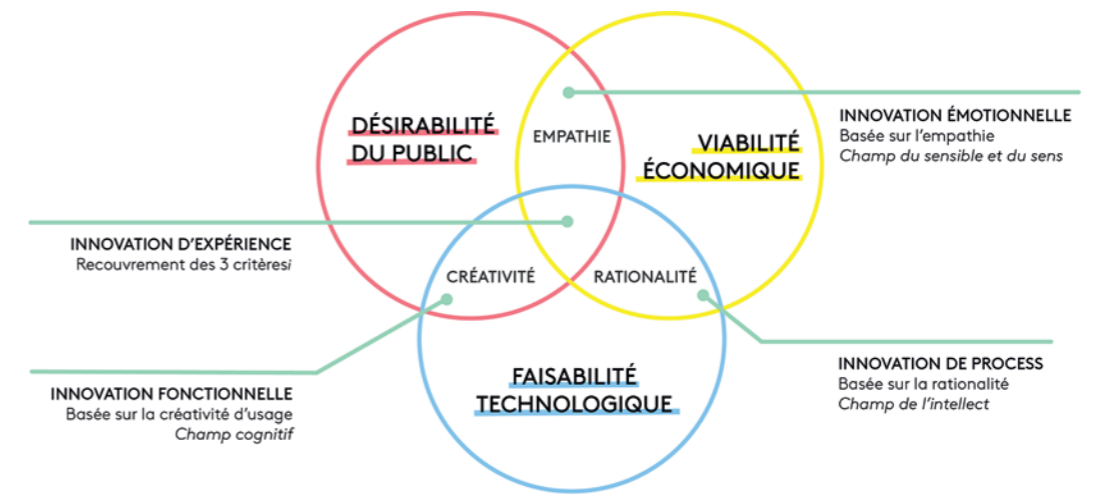 DÉSIRABILITÉ
DU PUBLIC
EMPATHIE
VIABILITÉ
ÉCONOMIQUE
INNOVATION ÉMOTIONNELLE
Basée sur l'empathie
Champ du sensible et du sens
INNOVATION D'EXPÉRIENCE
Recouvrement des 3 critèresi
CRÉATIVITÉ
RATIONALITÉ
INNOVATION FONCTIONNELLE
Basée sur la créativité d'usage
Champ cognitif
FAISABILITÉ
TECHNOLOGIQUE
INNOVATION DE PROCESS
Basée sur la rationalité
Champ de l'intellect